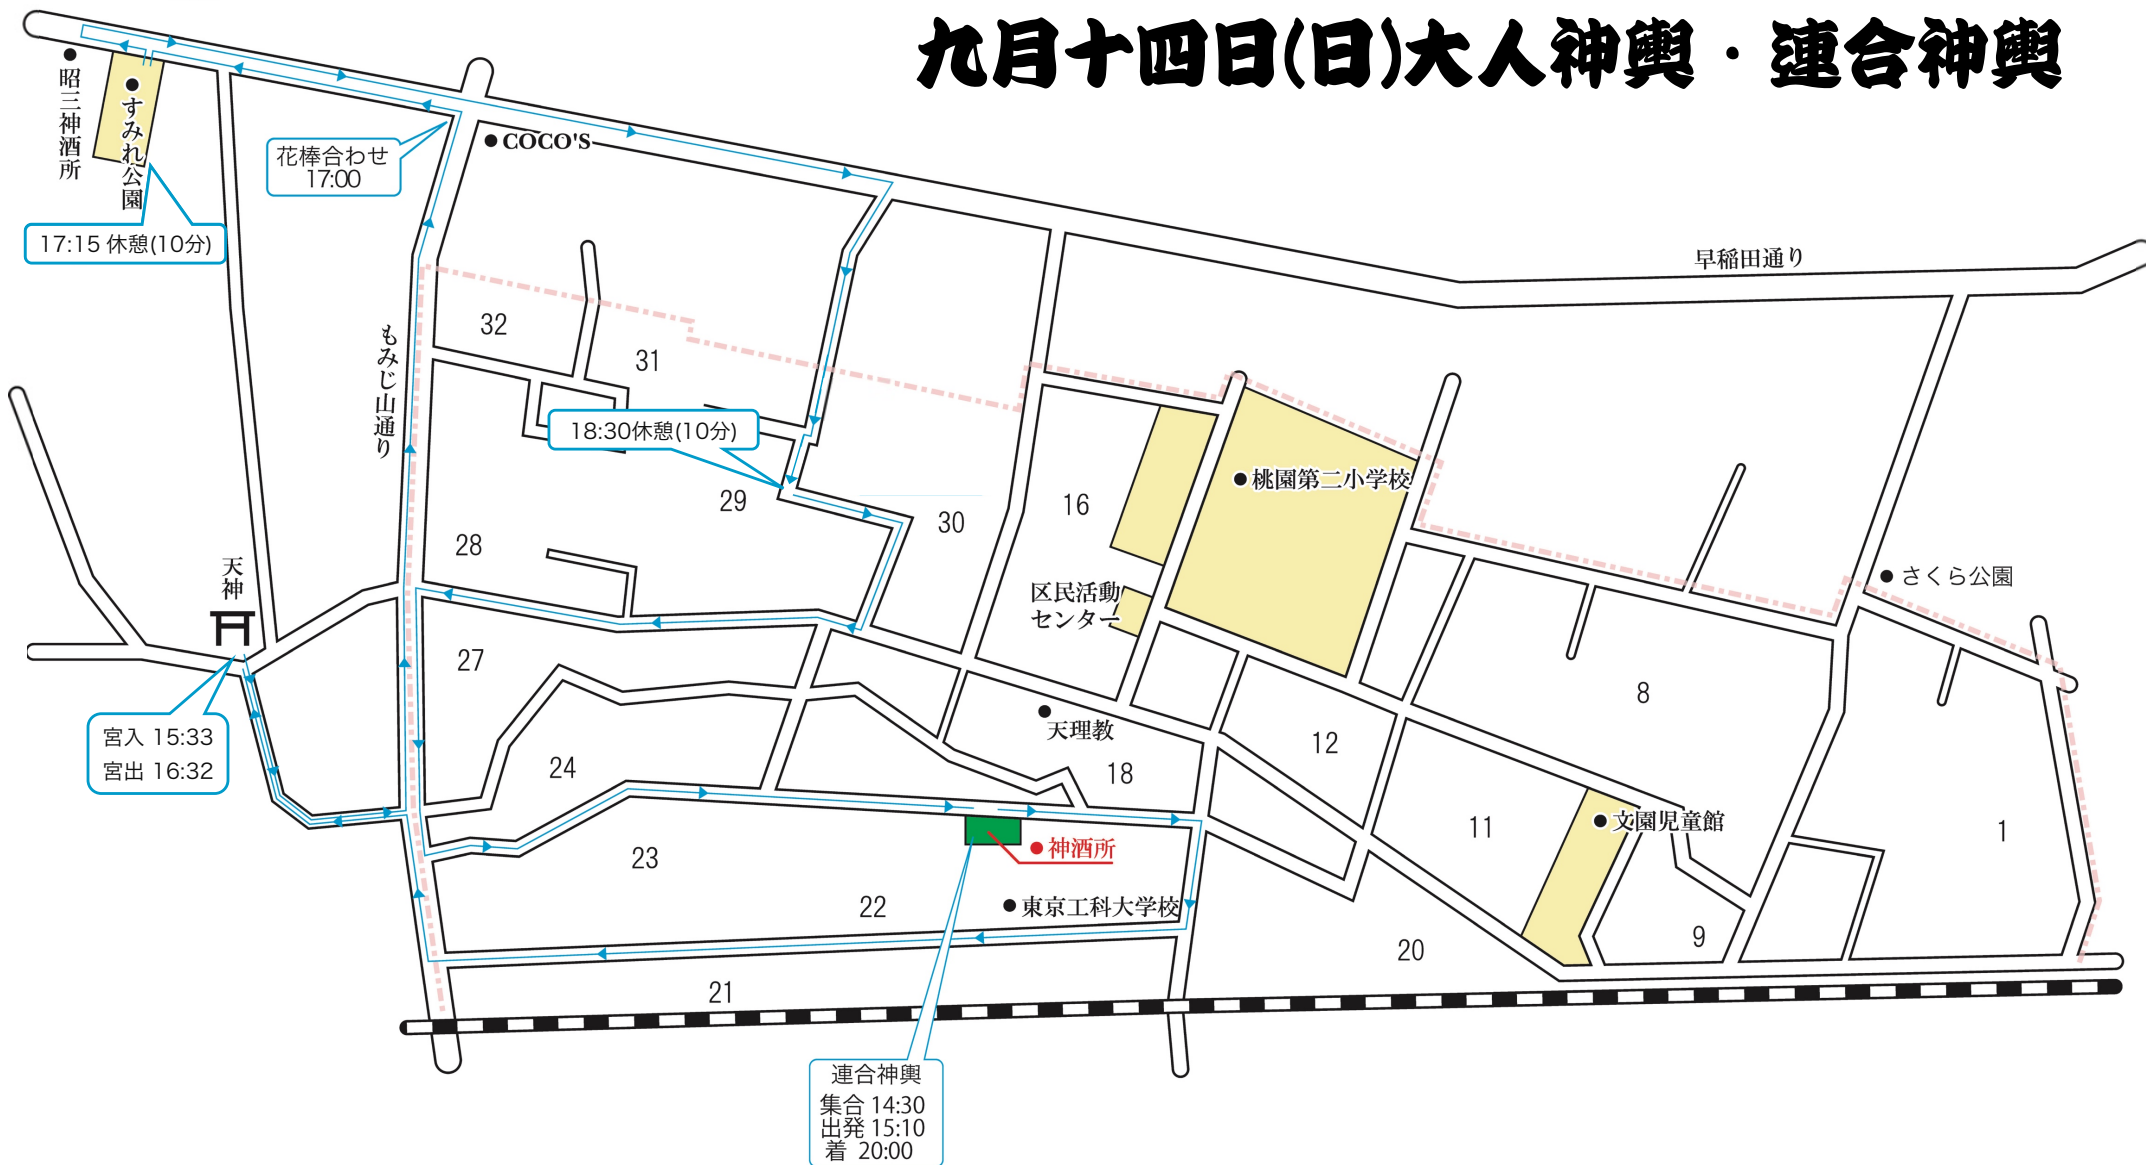 九月十四日(日)大人神輿・連合神輿
昭三神酒所
すみれ公園
花棒合わせ
17:00
COCO'S
17:15 休憩(10分)
早稲田通り
もみじ山通り
32
31
18:30休憩(10分)
29
30
16
桃園第二小学校
28
天神
区民活動
センター
さくら公園
27
8
宮入 15:33
宮出 16:32
天理教
24
18
12
11
文園児童館
1
23
神酒所
22
東京工科大学校
20
9
21
連合神輿
集合 14:30
出発 15:10
着 20:00